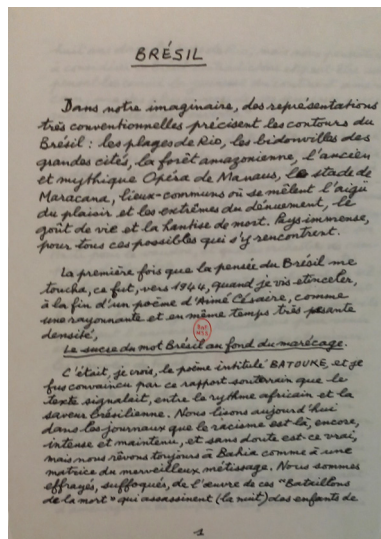 BRÉSIL
Dans notre imaginaire, des représentations
très conventionnelles précisent les contours du
Brésil : les plages de Rio, les bidonvilles des
grandes cités, la forêt amazonienne, l'ancien
et mythique Opéra de Manaus, le stade de
Maracana, lieux-communs où se mêlent l'aigü
du plaisir et les extrêmes du dénuement, le
goût de vie et la hantise de mort. Pays immense,
pour tous ces possibles qui s'y rencontrent.
La première fois que la pensée du Brésil me
toucha, ce fut, vers 1944, quand je vis étinceler,
à la fin d'un poème d'Aimé Césaire, comme
une rayonnante et en même temps très pesante
densité,
Le sucre du mot Brésil au fond du marécage.
C'était, je crois, le poème intitulé BATOUKE, et je
fus convaincu par ce rapport souterrain que le
texte signalait, entre le rythme africain et la
saveur brésilienne. Nous lisons aujourd'hui
dans les journaux que le racisme est là, encore,
intense et maintenu, et sans doute est-ce vrai,
mais nous rêvons toujours à Bahia comme à une
matrice du merveilleux métissage. Nous sommes
effrayés, suffoqués, de l'œuvre de ces "Bataillons
de la mort" qui assassinent (la nuit) des enfants de
1